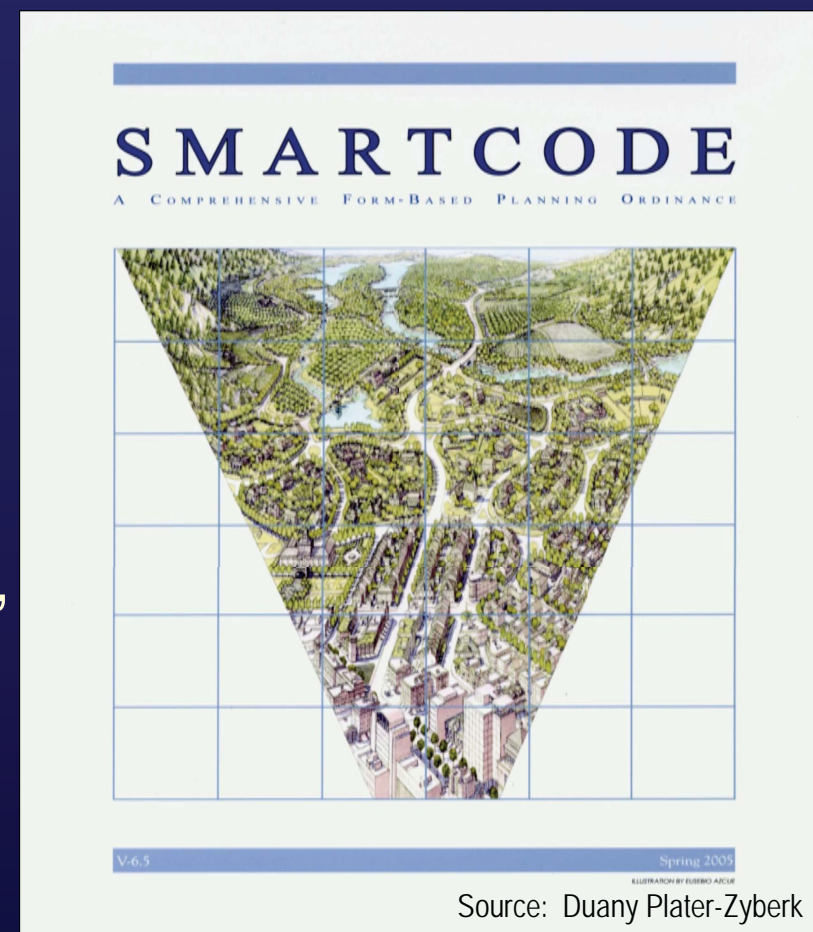 SMARTCODE
A COMPREHENSIVE FORM-BASED PLANNING ORDINANCE
,
V-6.5 Spring 2005
ILLUSTRATION BY EUSEBIO AZCUE
Source: Duany Plater-Zyberk